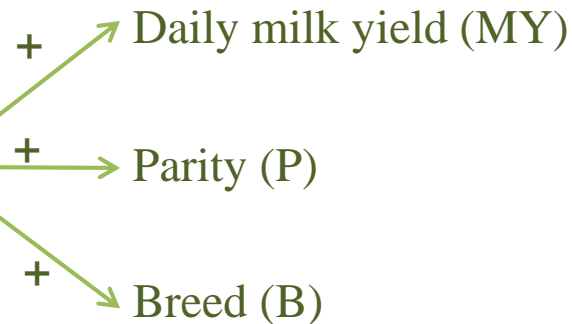 + Daily milk yield (MY)
+ Parity (P)
+ Breed (B)